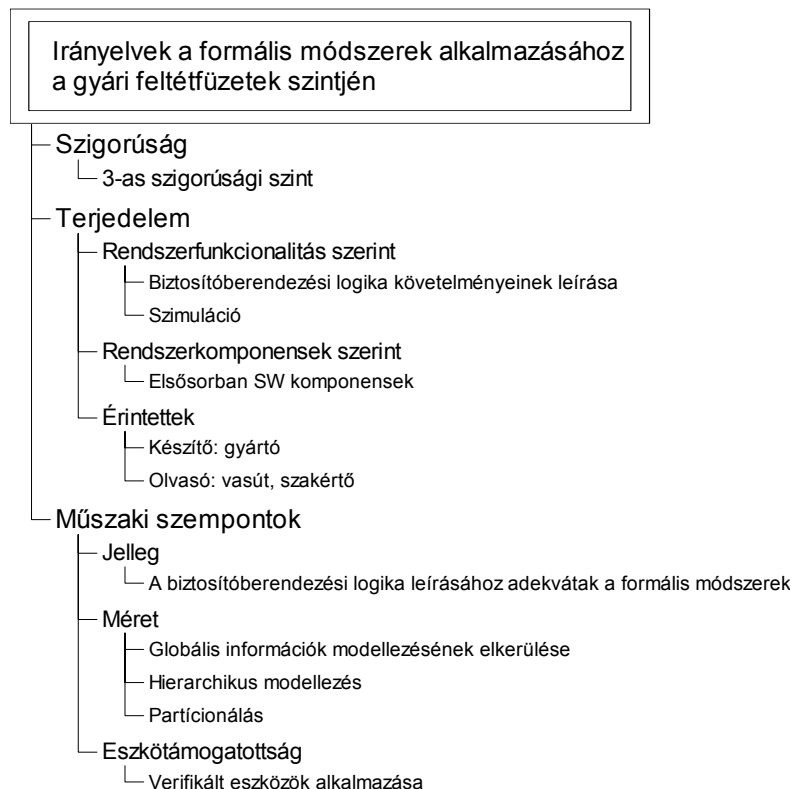 Irányelvek a formális módszerek alkalmazásához
a gyári feltétfüzetek szintjén
Szigorúság
3-as szigorúsági szint
Terjedelem
Rendszerfunkcionalitás szerint
Biztosítóberendezési logika követelményeinek leírása
Szimuláció
Rendszerkomponensek szerint
Elsősorban SW komponensek
Érintettek
Készítő: gyártó
Olvasó: vasút, szakértő
Műszaki szempontok
Jelleg
A biztosítóberendezési logika leírásához adekvátak a formális módszerek
Méret
Globális információk modellezésének elkerülése
Hierarchikus modellezés
Partícionálás
Eszkötámogatottság
Verifikált eszközök alkalmazása